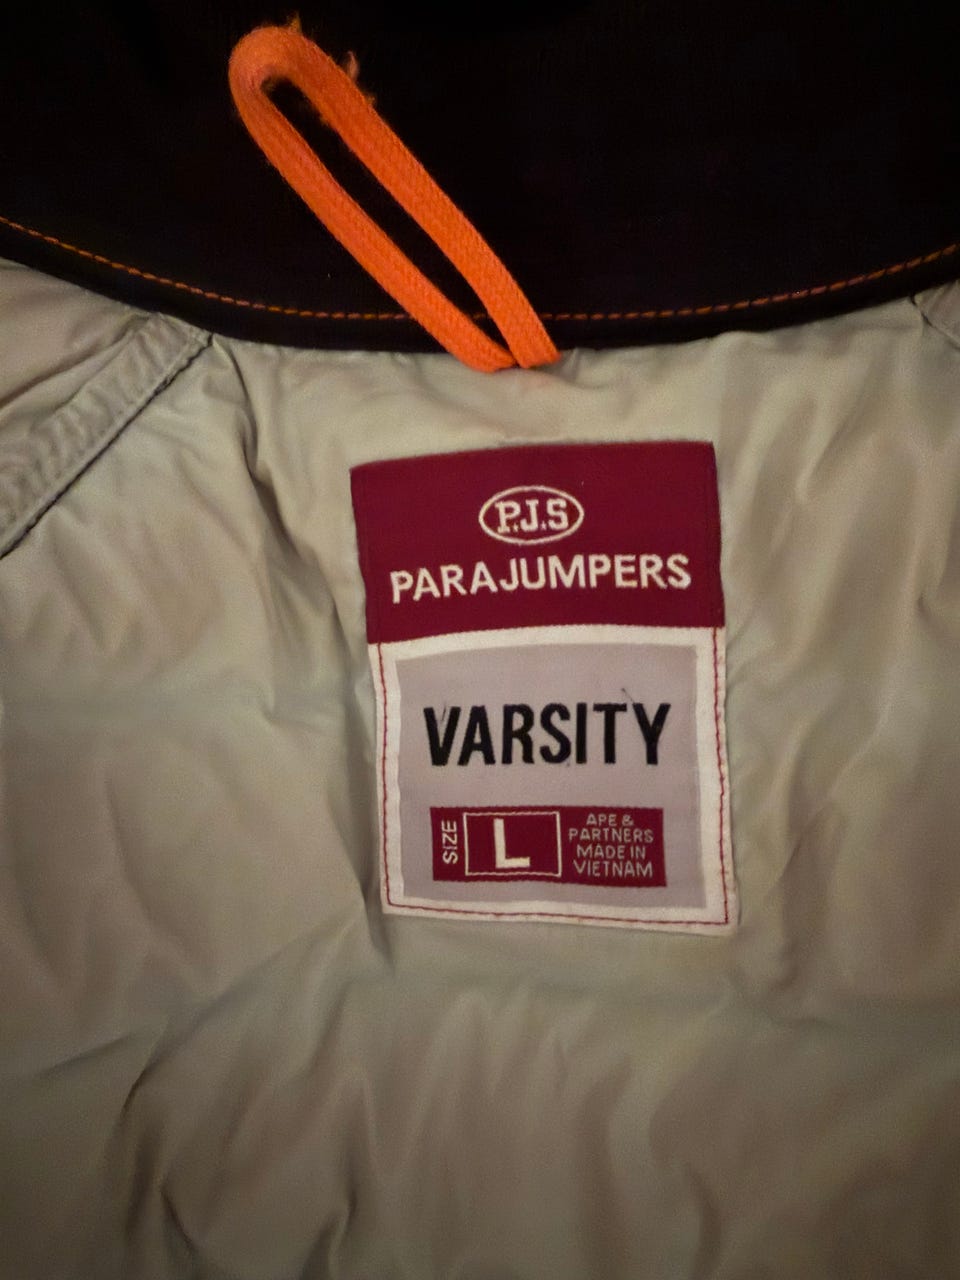 P.J.S
PARAJUMPERS
VARSITY
SIZE
L
APE &
PARTNERS
MADE IN
VIETNAM